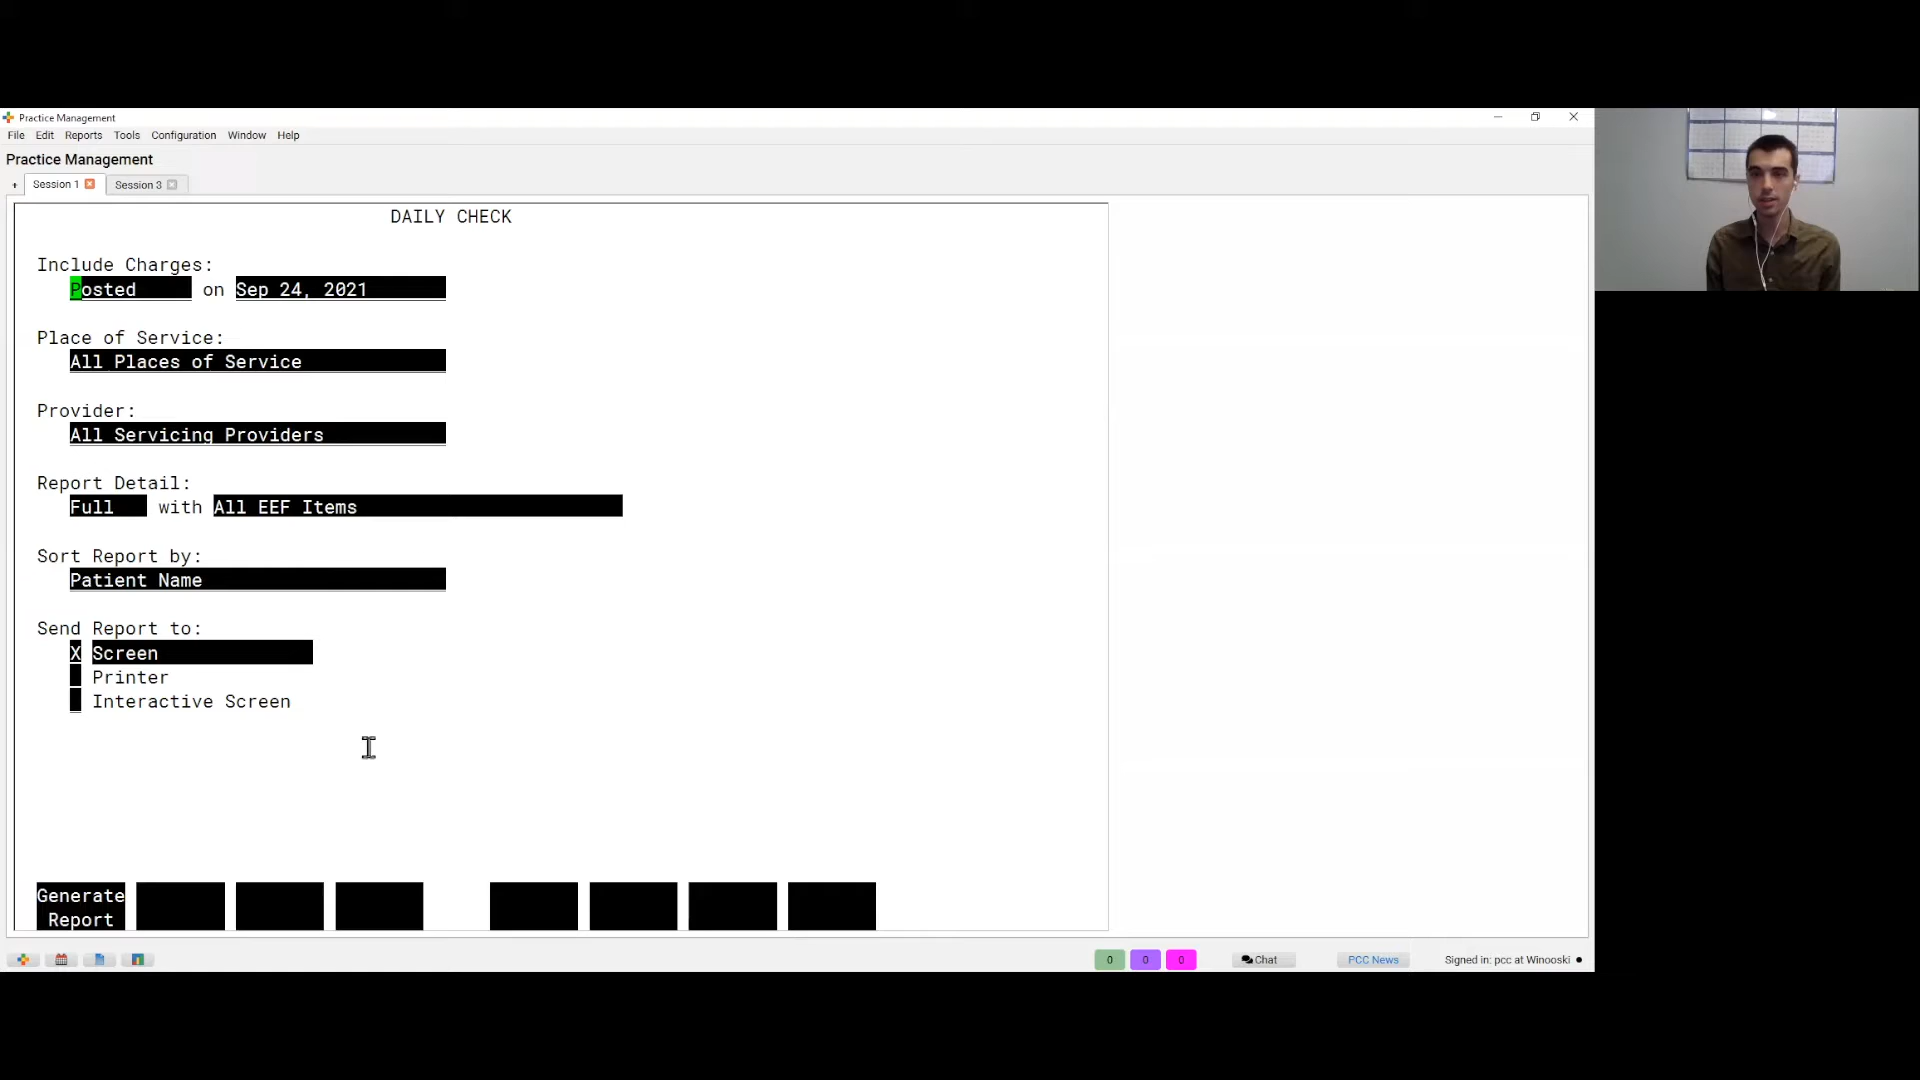 Practice Management
File Edit Reports Tools Configuration Window Help
Practice Management
+ Session 1 Session 3
DAILY CHECK
Include Charges:
Posted on Sep 24, 2021
Place of Service:
All Places of Service
Provider:
All Servicing Providers
Report Detail:
Full with All EEF Items
Sort Report by:
Patient Name
Send Report to:
X Screen
Printer
Interactive Screen
Generate
Report
0 0 0 Chat PCC News Signed in: pcc at Winooski